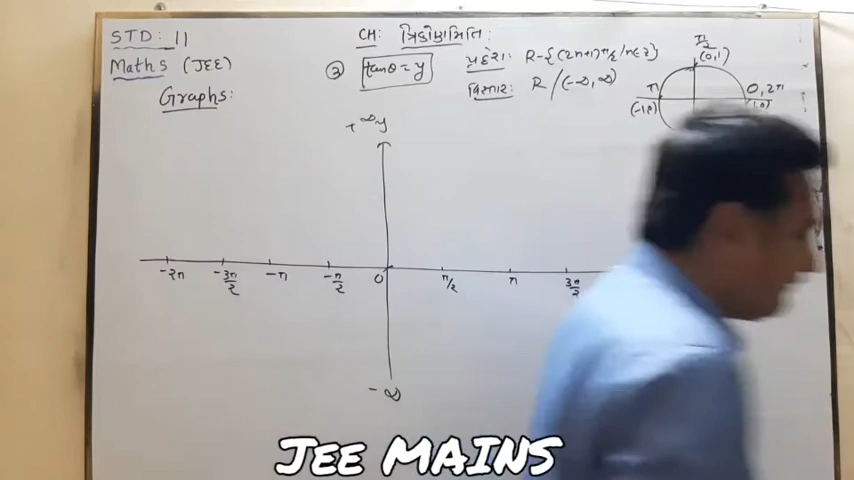 STD: 11
CH: ત્રિકોણમિતિ:
Maths (JEE)
② tanθ = y
પ્રદેશ: R-{(2n+1)π/2 / n∈z}
વિસ્તાર: R / (-∞, ∞)
Graphs:
π/2
(0,1)
π
0, 2π
(-1,0)
(1,0)
+∞ y
-2π -3π/2 -π -π/2 0 π/2 π 3π/2
-∞
JEE MAINS